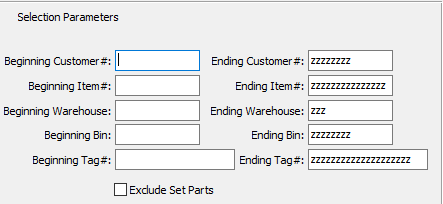 Selection Parameters
Beginning Customer#: Ending Customer#: zzzzzzzz
Beginning Item#: Ending Item#: zzzzzzzzzzzzzzz
Beginning Warehouse: Ending Warehouse: zzz
Beginning Bin: Ending Bin: zzzzzzzz
Beginning Tag#: Ending Tag#: zzzzzzzzzzzzzzzzzzzz
Exclude Set Parts